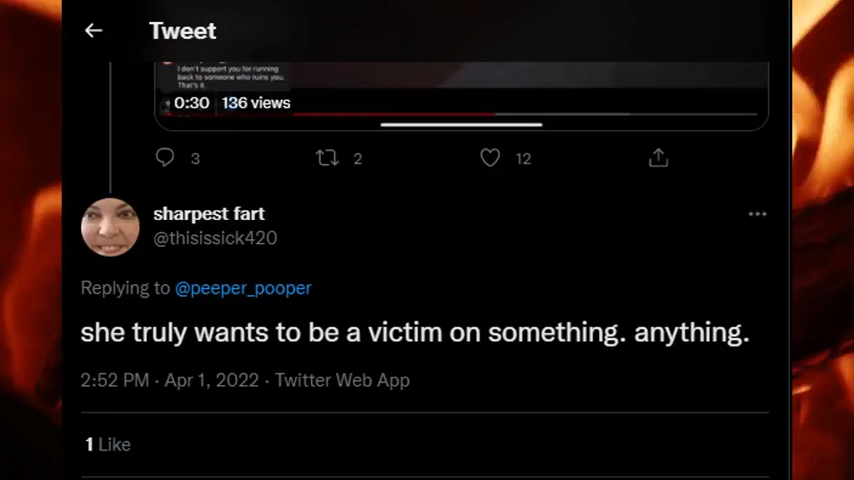 Tweet
I don't support you for running
back to someone who ruins you.
That's it.
0:30 136 views
3 2 12
sharpest fart
@thisissick420
Replying to @peeper_pooper
she truly wants to be a victim on something. anything.
2:52 PM · Apr 1, 2022 · Twitter Web App
1 Like